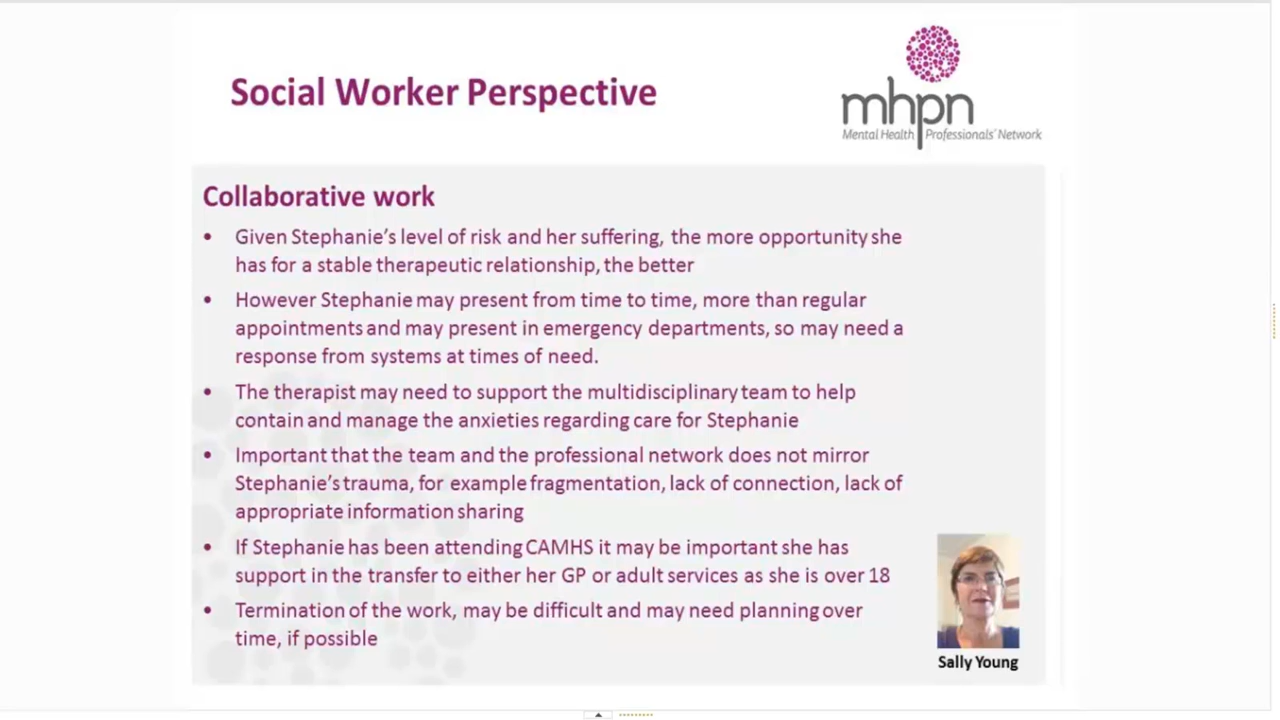 Social Worker Perspective
mhpn
Mental Health Professionals' Network
Collaborative work
• Given Stephanie's level of risk and her suffering, the more opportunity she
has for a stable therapeutic relationship, the better
• However Stephanie may present from time to time, more than regular
appointments and may present in emergency departments, so may need a
response from systems at times of need.
• The therapist may need to support the multidisciplinary team to help
contain and manage the anxieties regarding care for Stephanie
• Important that the team and the professional network does not mirror
Stephanie's trauma, for example fragmentation, lack of connection, lack of
appropriate information sharing
• If Stephanie has been attending CAMHS it may be important she has
support in the transfer to either her GP or adult services as she is over 18
• Termination of the work, may be difficult and may need planning over
time, if possible
Sally Young